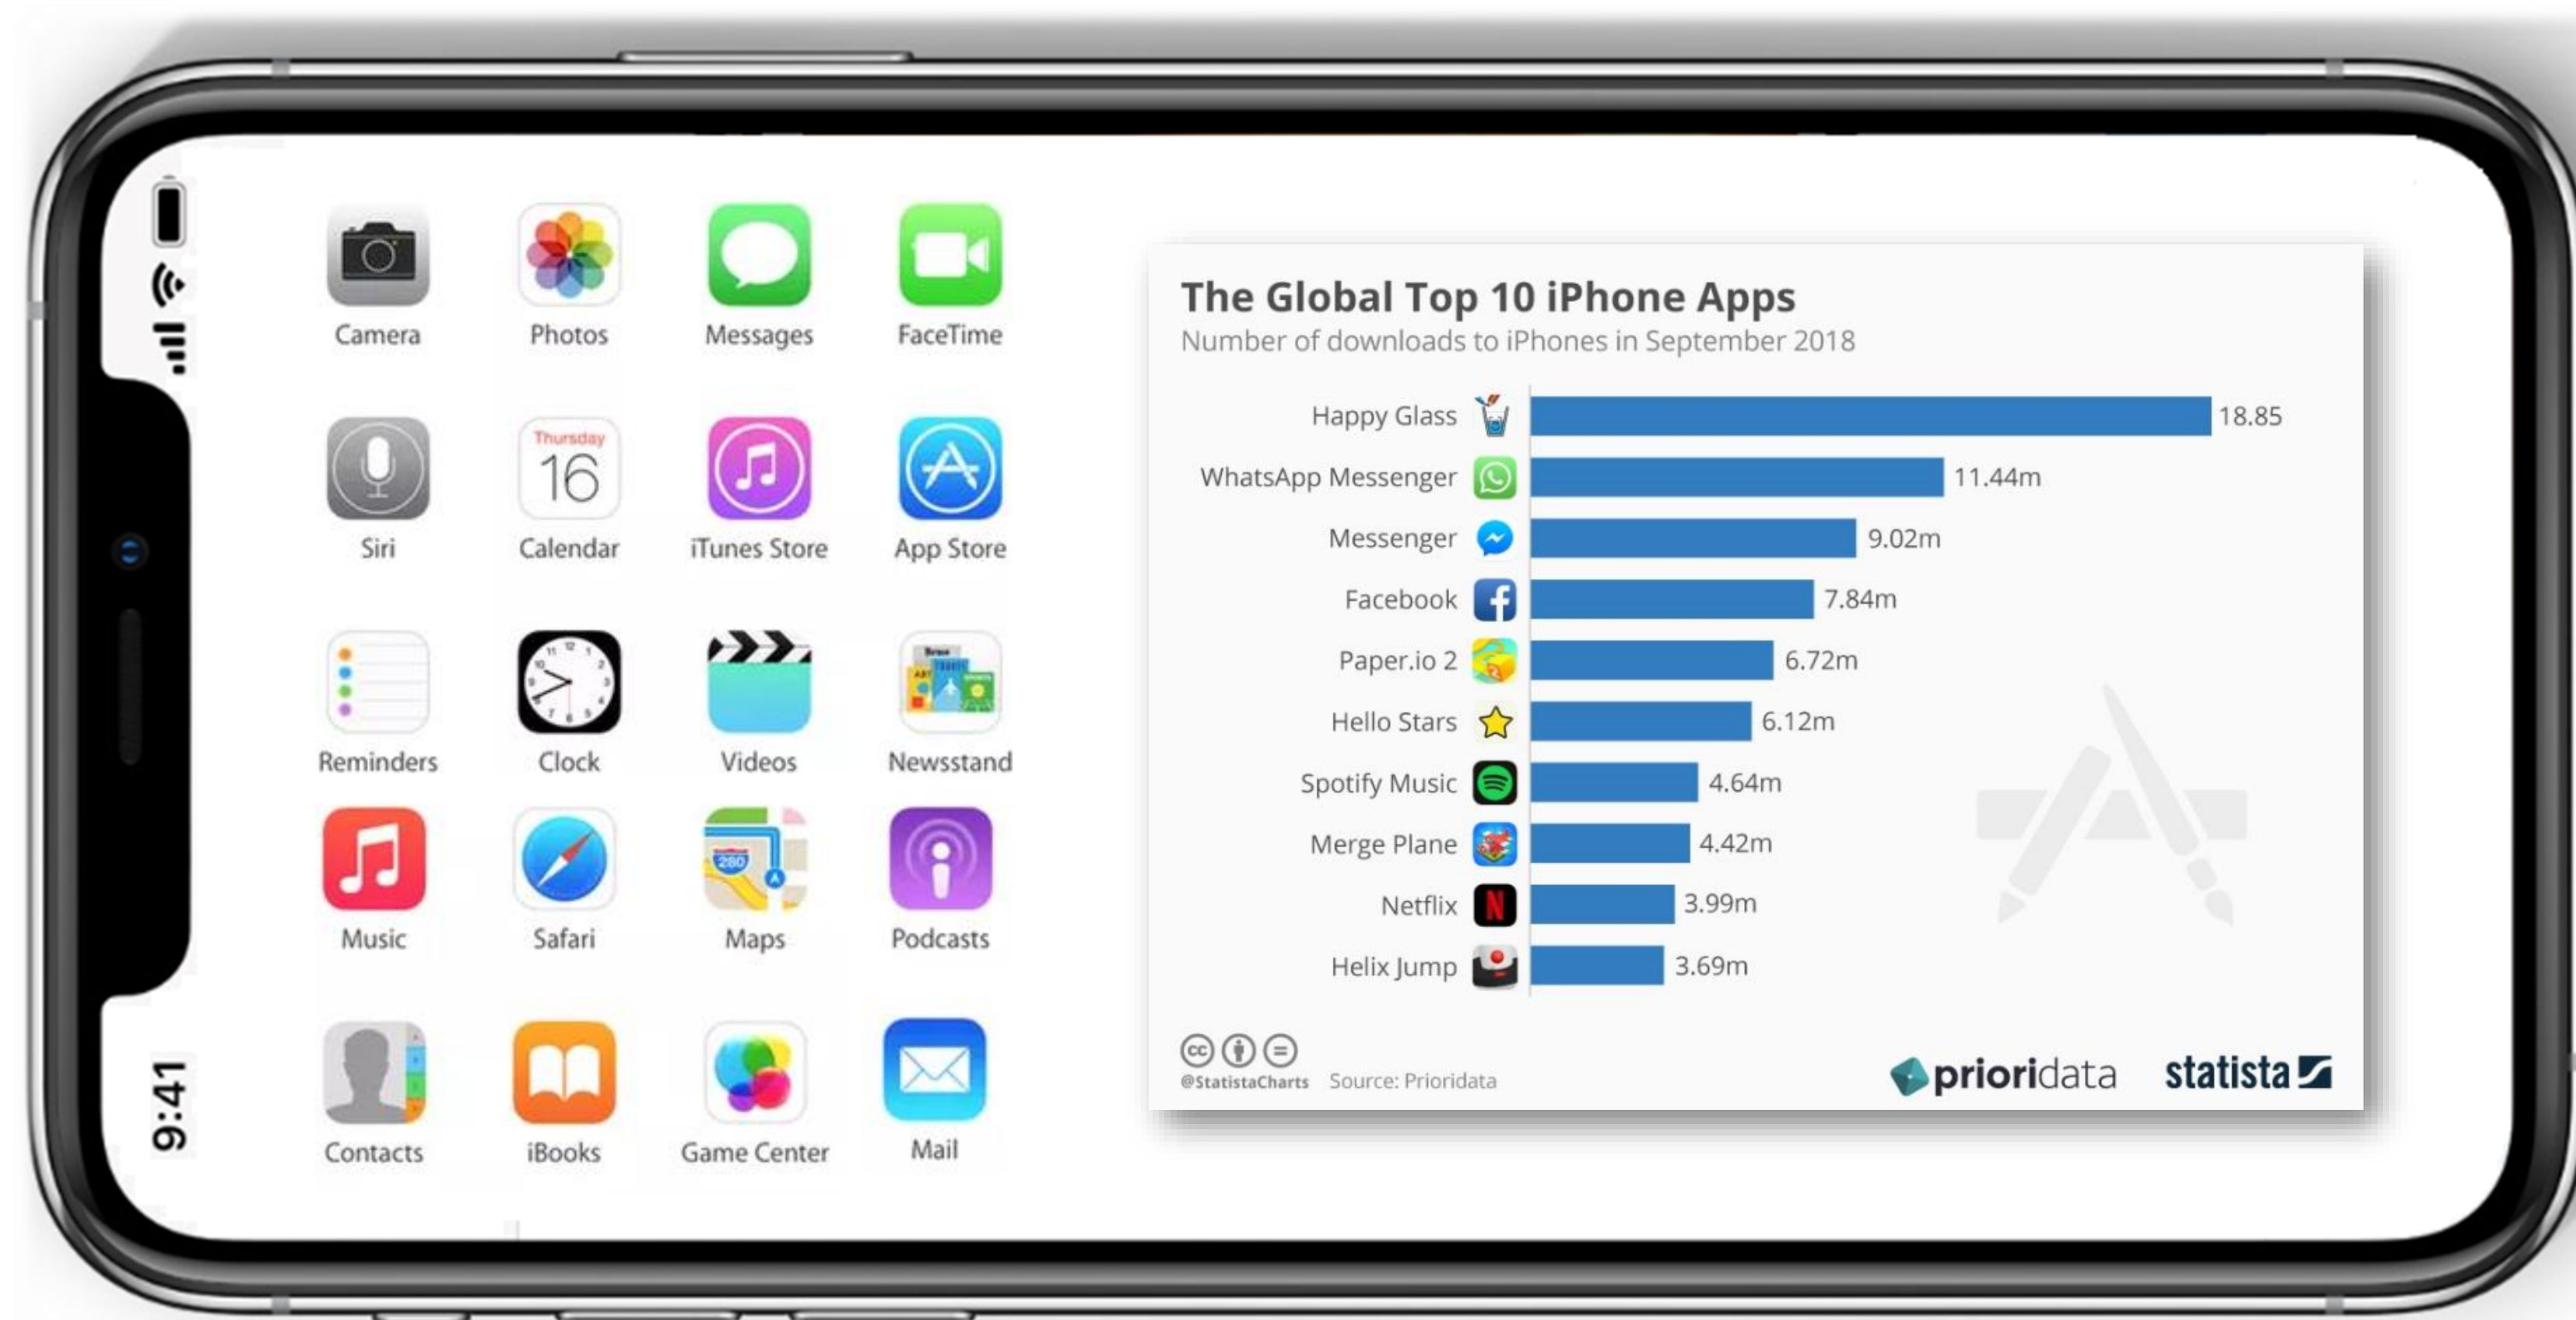 9:41
Camera
Photos
Messages
FaceTime
Siri
Thursday
16
Calendar
iTunes Store
App Store
Reminders
Clock
Videos
Newsstand
Music
Safari
280
Maps
Podcasts
Contacts
iBooks
Game Center
Mail
The Global Top 10 iPhone Apps
Number of downloads to iPhones in September 2018
Happy Glass 18.85
WhatsApp Messenger 11.44m
Messenger 9.02m
Facebook f 7.84m
Paper.io 2 6.72m
Hello Stars 6.12m
Spotify Music 4.64m
Merge Plane 4.42m
Netflix N 3.99m
Helix Jump 3.69m
cc
@StatistaCharts Source: Prioridata
prioridata statista